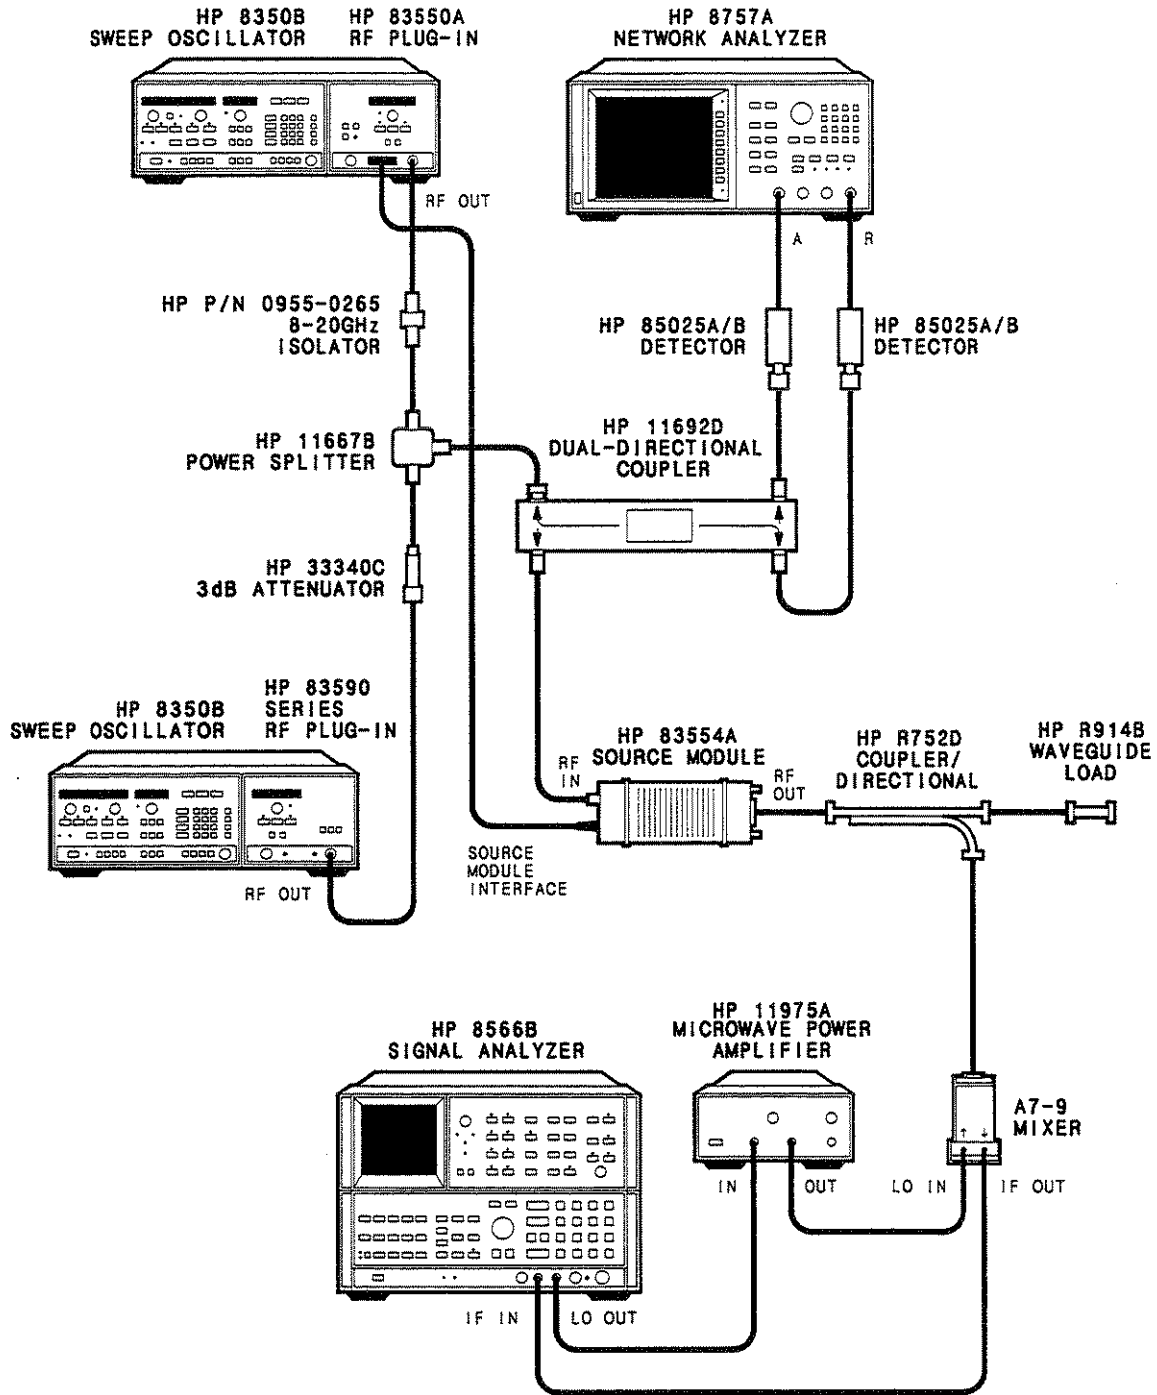 HP 8350B
SWEEP OSCILLATOR
HP 83550A
RF PLUG-IN
HP 8757A
NETWORK ANALYZER
RF OUT
A
R
HP P/N 0955-0265
8-20GHz
ISOLATOR
HP 85025A/B
DETECTOR
HP 85025A/B
DETECTOR
HP 11667B
POWER SPLITTER
HP 11692D
DUAL-DIRECTIONAL
COUPLER
HP 33340C
3dB ATTENUATOR
HP 8350B
SWEEP OSCILLATOR
HP 83590
SERIES
RF PLUG-IN
RF OUT
RF
IN
HP 83554A
SOURCE MODULE
RF
OUT
HP R752D
COUPLER/
DIRECTIONAL
HP R914B
WAVEGUIDE
LOAD
SOURCE
MODULE
INTERFACE
HP 8566B
SIGNAL ANALYZER
HP 11975A
MICROWAVE POWER
AMPLIFIER
A7-9
MIXER
IN
OUT
LO IN
IF OUT
IF IN
LO OUT